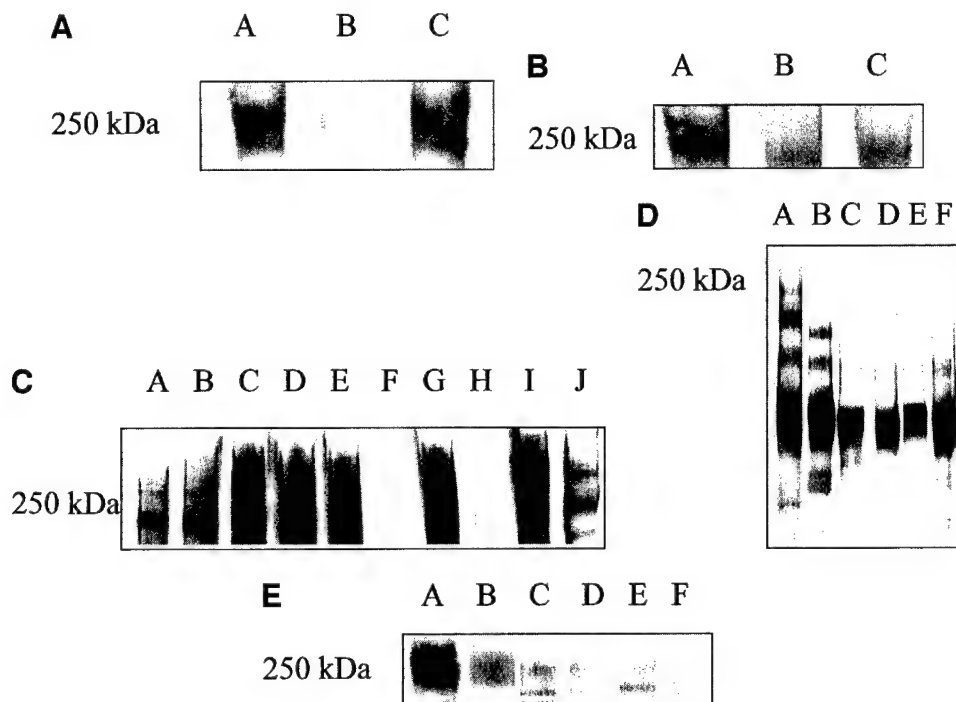 A
A B C
250 kDa
B
A B C
250 kDa
D
A B C D E F
250 kDa
C
A B C D E F G H I J
250 kDa
E
A B C D E F
250 kDa